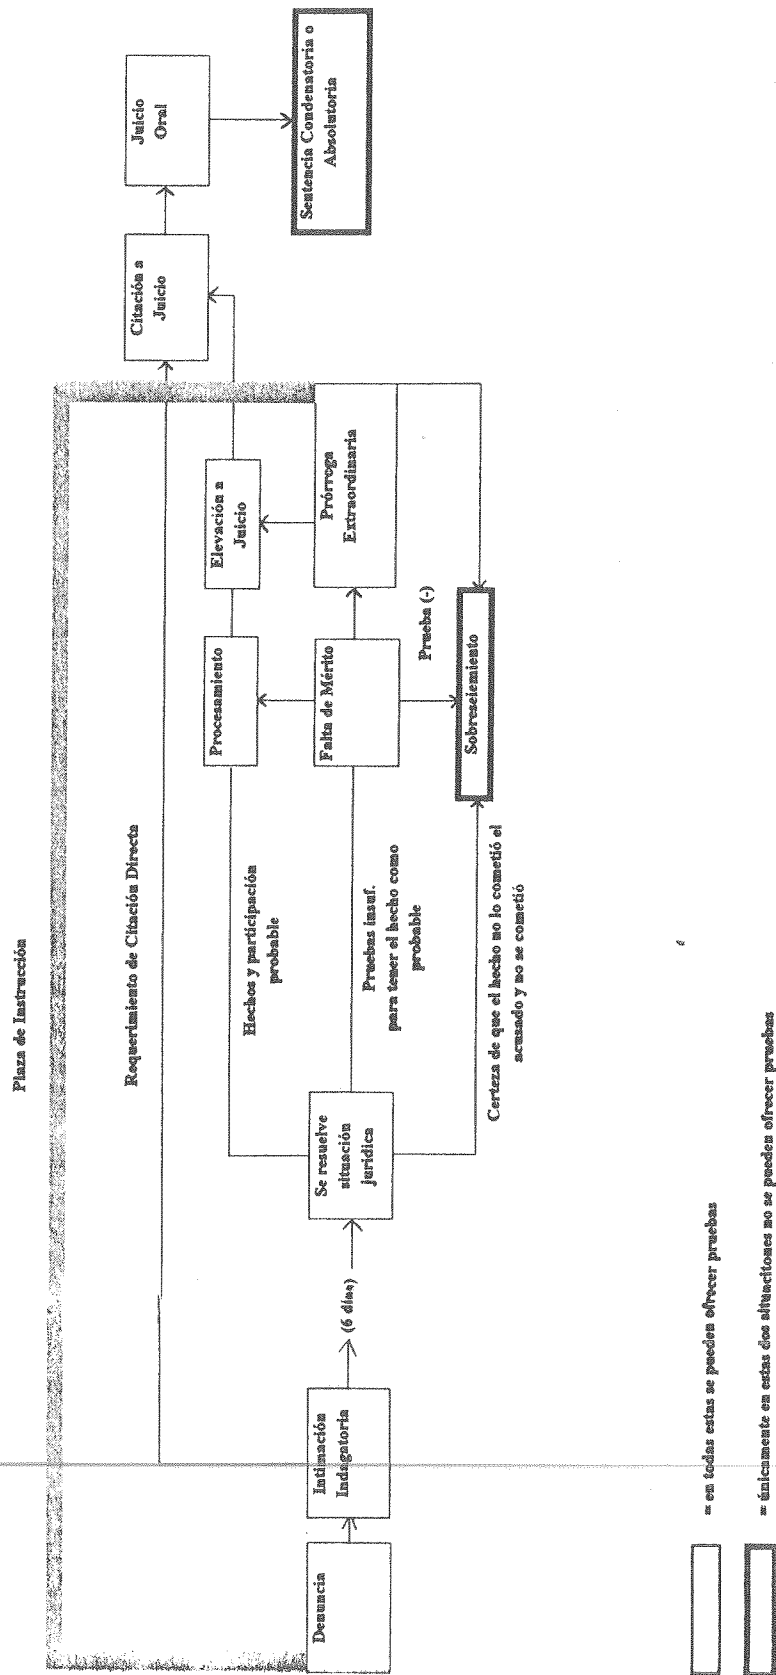 Plaza de Instrucción
Requerimiento de Citación Directa
Denuncia
Intimación
Indagatoria
(6 días)
Se resuelve
situación
jurídica
Hechos y participación
probable
Pruebas insuf.
para tener el hecho como
probable
Certeza de que el hecho no lo cometió el
acusado y no se cometió
Procesamiento
Falta de Mérito
Prueba (-)
Sobreseimiento
Elevación a
Juicio
Prórroga
Extraordinaria
Citación a
Juicio
Juicio
Oral
Sentencia Condenatoria o
Absolutoria
= en todas estas se pueden ofrecer pruebas
= únicamente en estas dos situacitones no se pueden ofrecer pruebas